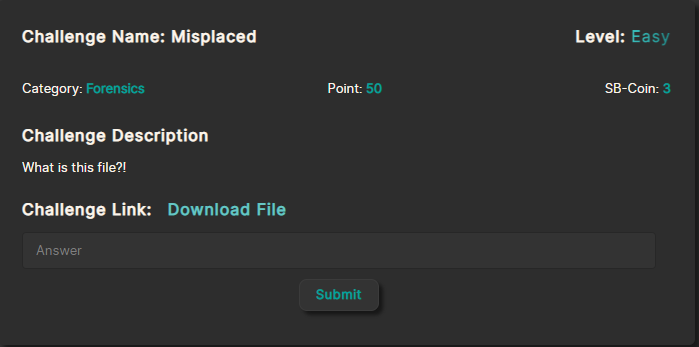 Challenge Name: Misplaced Level: Easy
Category: Forensics Point: 50 SB-Coin: 3
Challenge Description
What is this file?!
Challenge Link: Download File
Answer
Submit